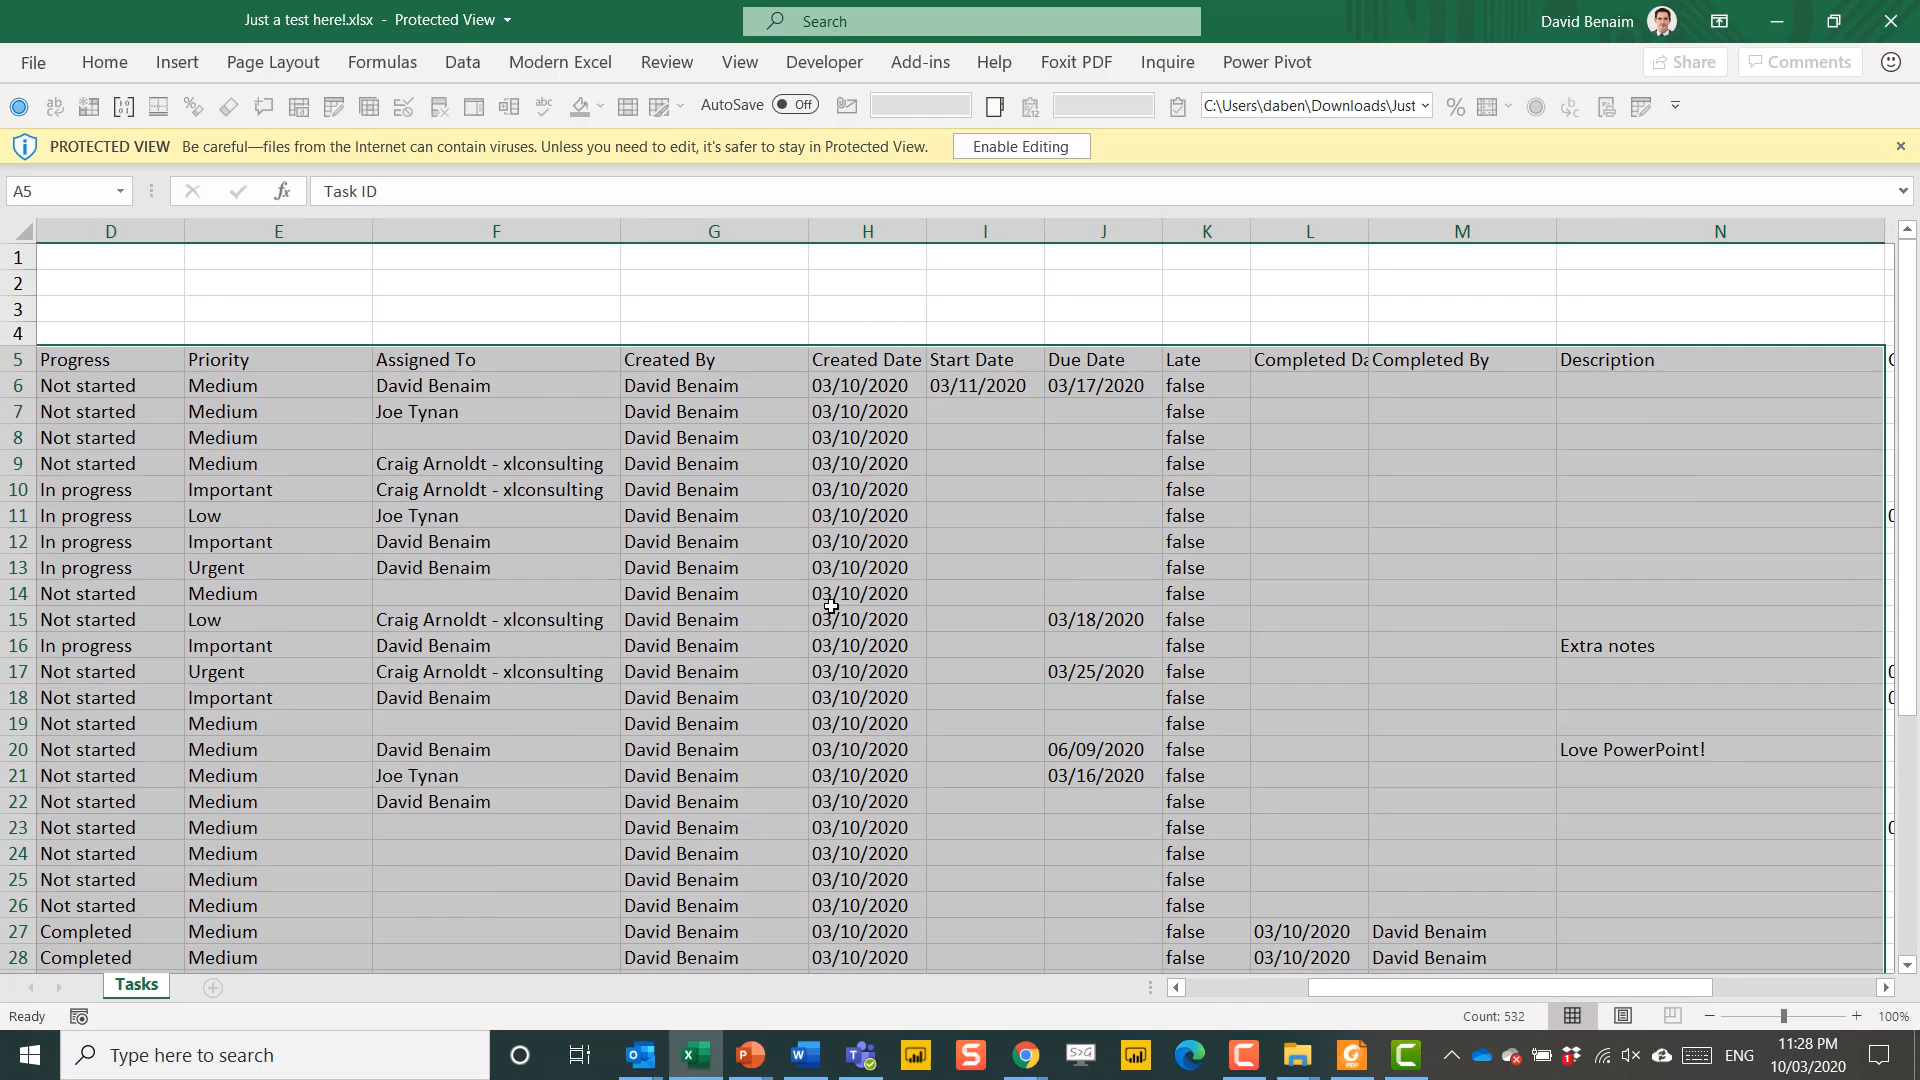 Just a test here!.xlsx - Protected View
Search
David Benaim
File Home Insert Page Layout Formulas Data Modern Excel Review View Developer Add-ins Help Foxit PDF Inquire Power Pivot Share Comments
AutoSave Off C:\Users\daben\Downloads\Just
PROTECTED VIEW Be careful—files from the Internet can contain viruses. Unless you need to edit, it's safer to stay in Protected View. Enable Editing
A5 fx Task ID
D E F G H I J K L M N
1
2
3
4
5 Progress Priority Assigned To Created By Created Date Start Date Due Date Late Completed Da Completed By Description
6 Not started Medium David Benaim David Benaim 03/10/2020 03/11/2020 03/17/2020 false
7 Not started Medium Joe Tynan David Benaim 03/10/2020 false
8 Not started Medium David Benaim 03/10/2020 false
9 Not started Medium Craig Arnoldt - xlconsulting David Benaim 03/10/2020 false
10 In progress Important Craig Arnoldt - xlconsulting David Benaim 03/10/2020 false
11 In progress Low Joe Tynan David Benaim 03/10/2020 false
12 In progress Important David Benaim David Benaim 03/10/2020 false
13 In progress Urgent David Benaim David Benaim 03/10/2020 false
14 Not started Medium David Benaim 03/10/2020 false
15 Not started Low Craig Arnoldt - xlconsulting David Benaim 03/10/2020 03/18/2020 false
16 In progress Important David Benaim David Benaim 03/10/2020 false Extra notes
17 Not started Urgent Craig Arnoldt - xlconsulting David Benaim 03/10/2020 03/25/2020 false
18 Not started Important David Benaim David Benaim 03/10/2020 false
19 Not started Medium David Benaim 03/10/2020 false
20 Not started Medium David Benaim David Benaim 03/10/2020 06/09/2020 false Love PowerPoint!
21 Not started Medium Joe Tynan David Benaim 03/10/2020 03/16/2020 false
22 Not started Medium David Benaim David Benaim 03/10/2020 false
23 Not started Medium David Benaim 03/10/2020 false
24 Not started Medium David Benaim 03/10/2020 false
25 Not started Medium David Benaim 03/10/2020 false
26 Not started Medium David Benaim 03/10/2020 false
27 Completed Medium David Benaim 03/10/2020 false 03/10/2020 David Benaim
28 Completed Medium David Benaim 03/10/2020 false 03/10/2020 David Benaim
Tasks
Ready Count: 532 100%
Type here to search
ENG
11:28 PM
10/03/2020